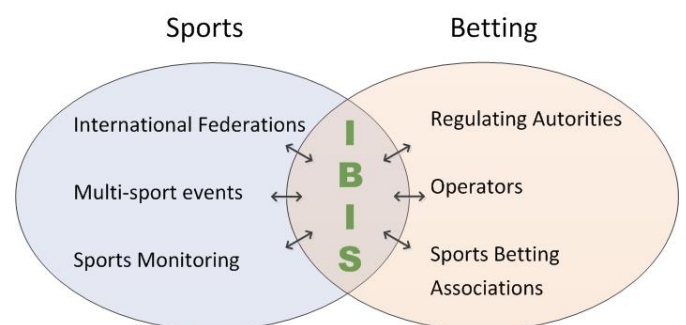 Sports
Betting
International Federations
Multi-sport events
Sports Monitoring
I
B
I
S
Regulating Autorities
Operators
Sports Betting
Associations